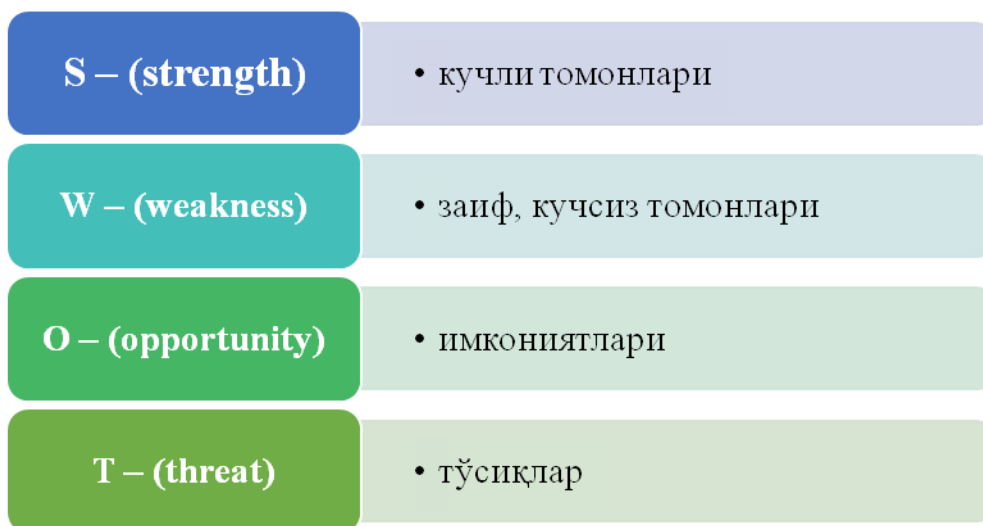 S – (strength)
• кучли томонлари
W – (weakness)
• заиф, кучсиз томонлари
O – (opportunity)
• имкониятлари
T – (threat)
• тўсиқлар